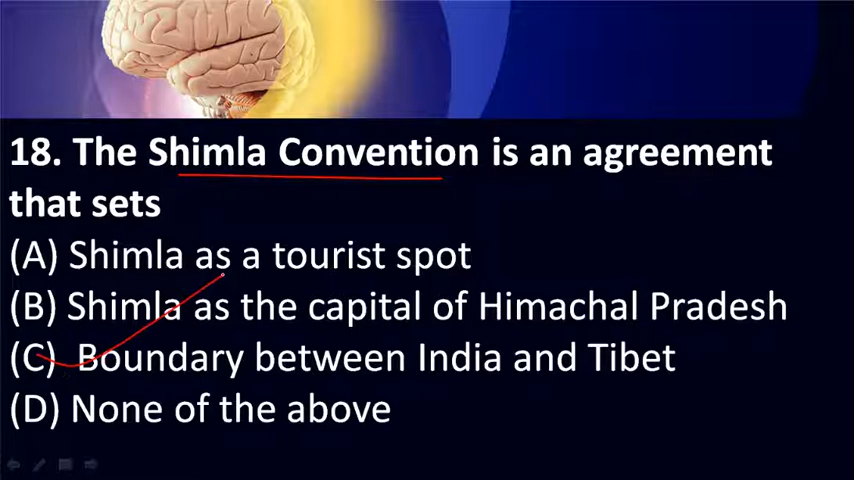 18. The Shimla Convention is an agreement
that sets
(A) Shimla as a tourist spot
(B) Shimla as the capital of Himachal Pradesh
(C) Boundary between India and Tibet
(D) None of the above